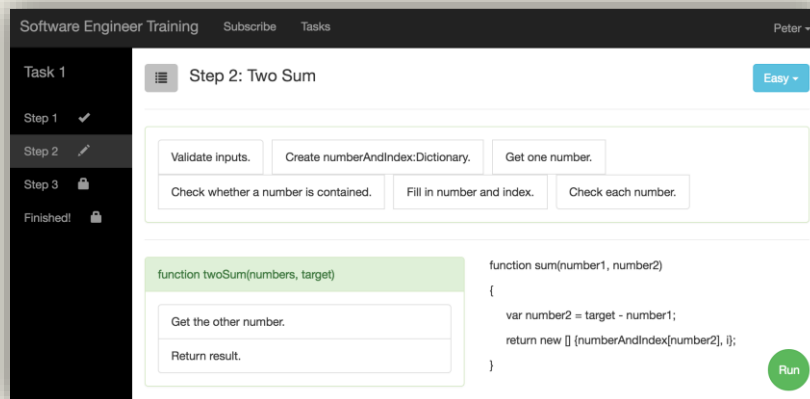 Software Engineer Training Subscribe Tasks Peter
Task 1
Step 1
Step 2
Step 3
Finished!
Step 2: Two Sum
Easy
Validate inputs. Create numberAndIndex:Dictionary. Get one number.
Check whether a number is contained. Fill in number and index. Check each number.
function twoSum(numbers, target)
Get the other number.
Return result.
function sum(number1, number2)
{
var number2 = target - number1;
return new [] {numberAndIndex[number2], i};
}
Run